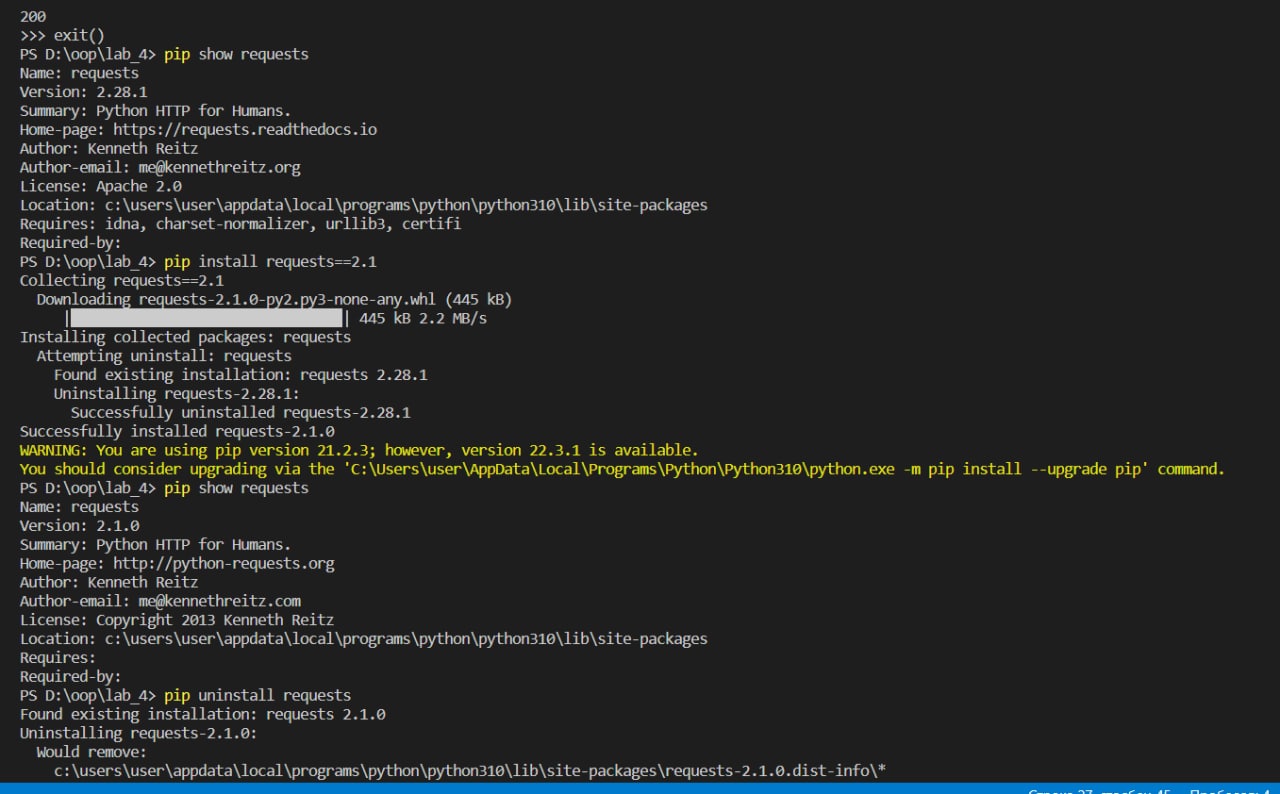 200
>>> exit()
PS D:\oop\lab_4> pip show requests
Name: requests
Version: 2.28.1
Summary: Python HTTP for Humans.
Home-page: https://requests.readthedocs.io
Author: Kenneth Reitz
Author-email: me@kennethreitz.org
License: Apache 2.0
Location: c:\users\user\appdata\local\programs\python\python310\lib\site-packages
Requires: idna, charset-normalizer, urllib3, certifi
Required-by:
PS D:\oop\lab_4> pip install requests==2.1
Collecting requests==2.1
Downloading requests-2.1.0-py2.py3-none-any.whl (445 kB)
| | 445 kB 2.2 MB/s
Installing collected packages: requests
Attempting uninstall: requests
Found existing installation: requests 2.28.1
Uninstalling requests-2.28.1:
Successfully uninstalled requests-2.28.1
Successfully installed requests-2.1.0
WARNING: You are using pip version 21.2.3; however, version 22.3.1 is available.
You should consider upgrading via the 'C:\Users\user\AppData\Local\Programs\Python\Python310\python.exe -m pip install --upgrade pip' command.
PS D:\oop\lab_4> pip show requests
Name: requests
Version: 2.1.0
Summary: Python HTTP for Humans.
Home-page: http://python-requests.org
Author: Kenneth Reitz
Author-email: me@kennethreitz.com
License: Copyright 2013 Kenneth Reitz
Location: c:\users\user\appdata\local\programs\python\python310\lib\site-packages
Requires:
Required-by:
PS D:\oop\lab_4> pip uninstall requests
Found existing installation: requests 2.1.0
Uninstalling requests-2.1.0:
Would remove:
c:\users\user\appdata\local\programs\python\python310\lib\site-packages\requests-2.1.0.dist-info\*